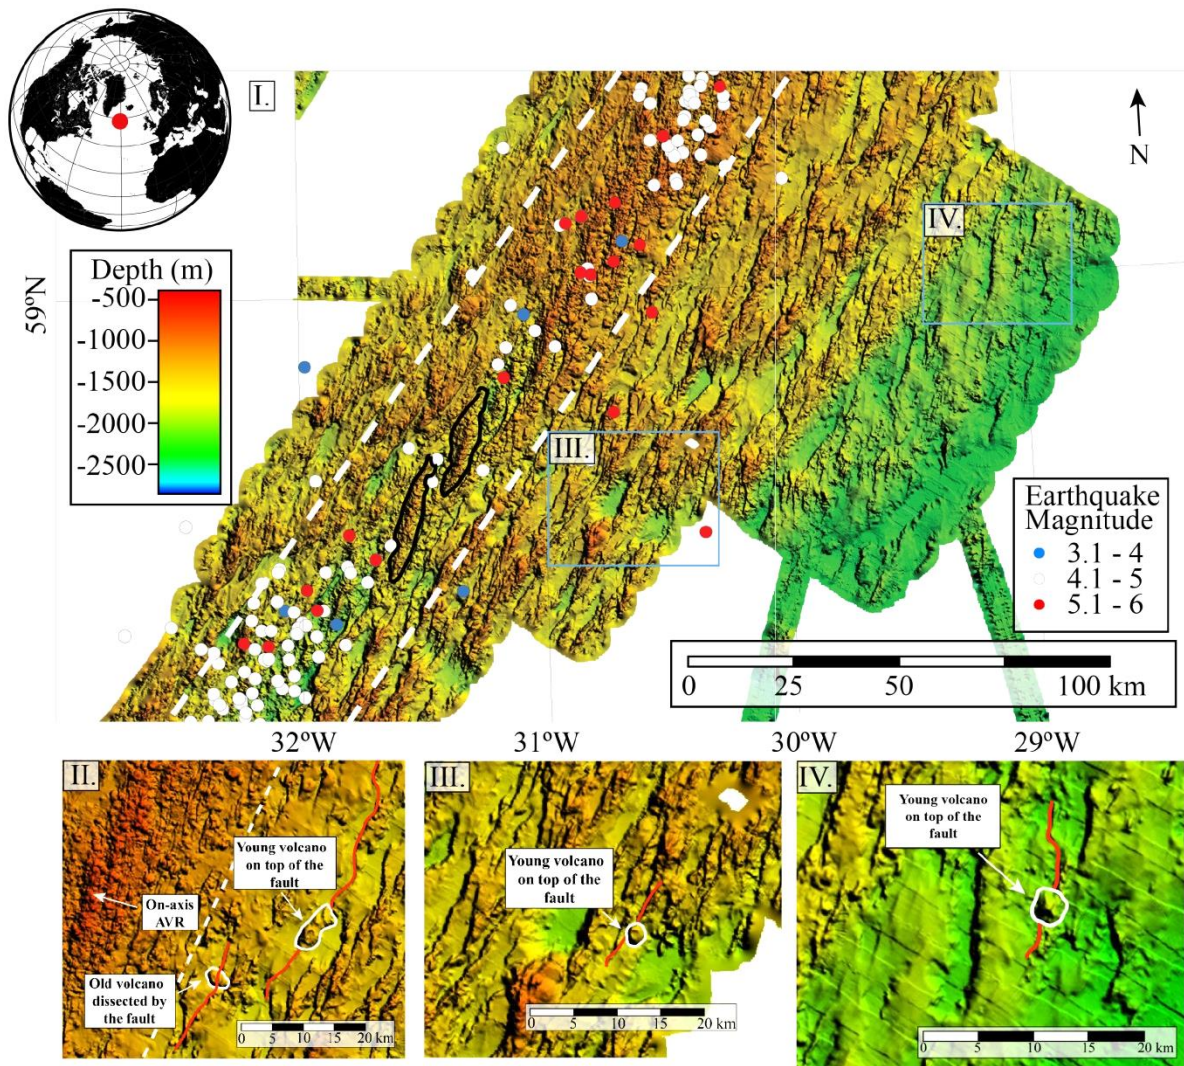 I.
N
IV.
Depth (m)
-500
-1000
-1500
-2000
-2500
59ºN
III.
Earthquake
Magnitude
3.1 - 4
4.1 - 5
5.1 - 6
0 25 50 100 km
32°W 31°W 30°W 29°W
II.
Young volcano
on top of the
fault
On-axis
AVR
Old volcano
dissected by
the fault
0 5 10 15 20 km
III.
Young volcano
on top of the
fault
0 5 10 15 20 km
IV.
Young volcano
on top of the
fault
0 5 10 15 20 km